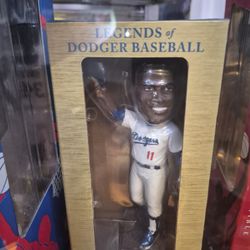 LEGENDS of
DODGER BASEBALL
Dodgers
11